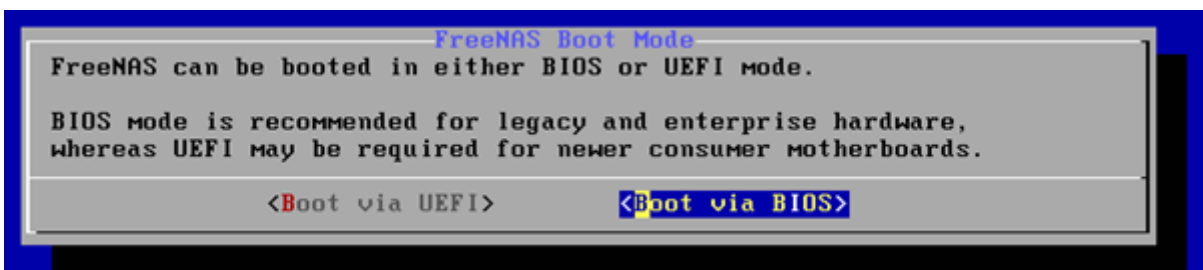 FreeNAS Boot Mode
FreeNAS can be booted in either BIOS or UEFI mode.
BIOS mode is recommended for legacy and enterprise hardware,
whereas UEFI may be required for newer consumer motherboards.
<Boot via UEFI> <Boot via BIOS>